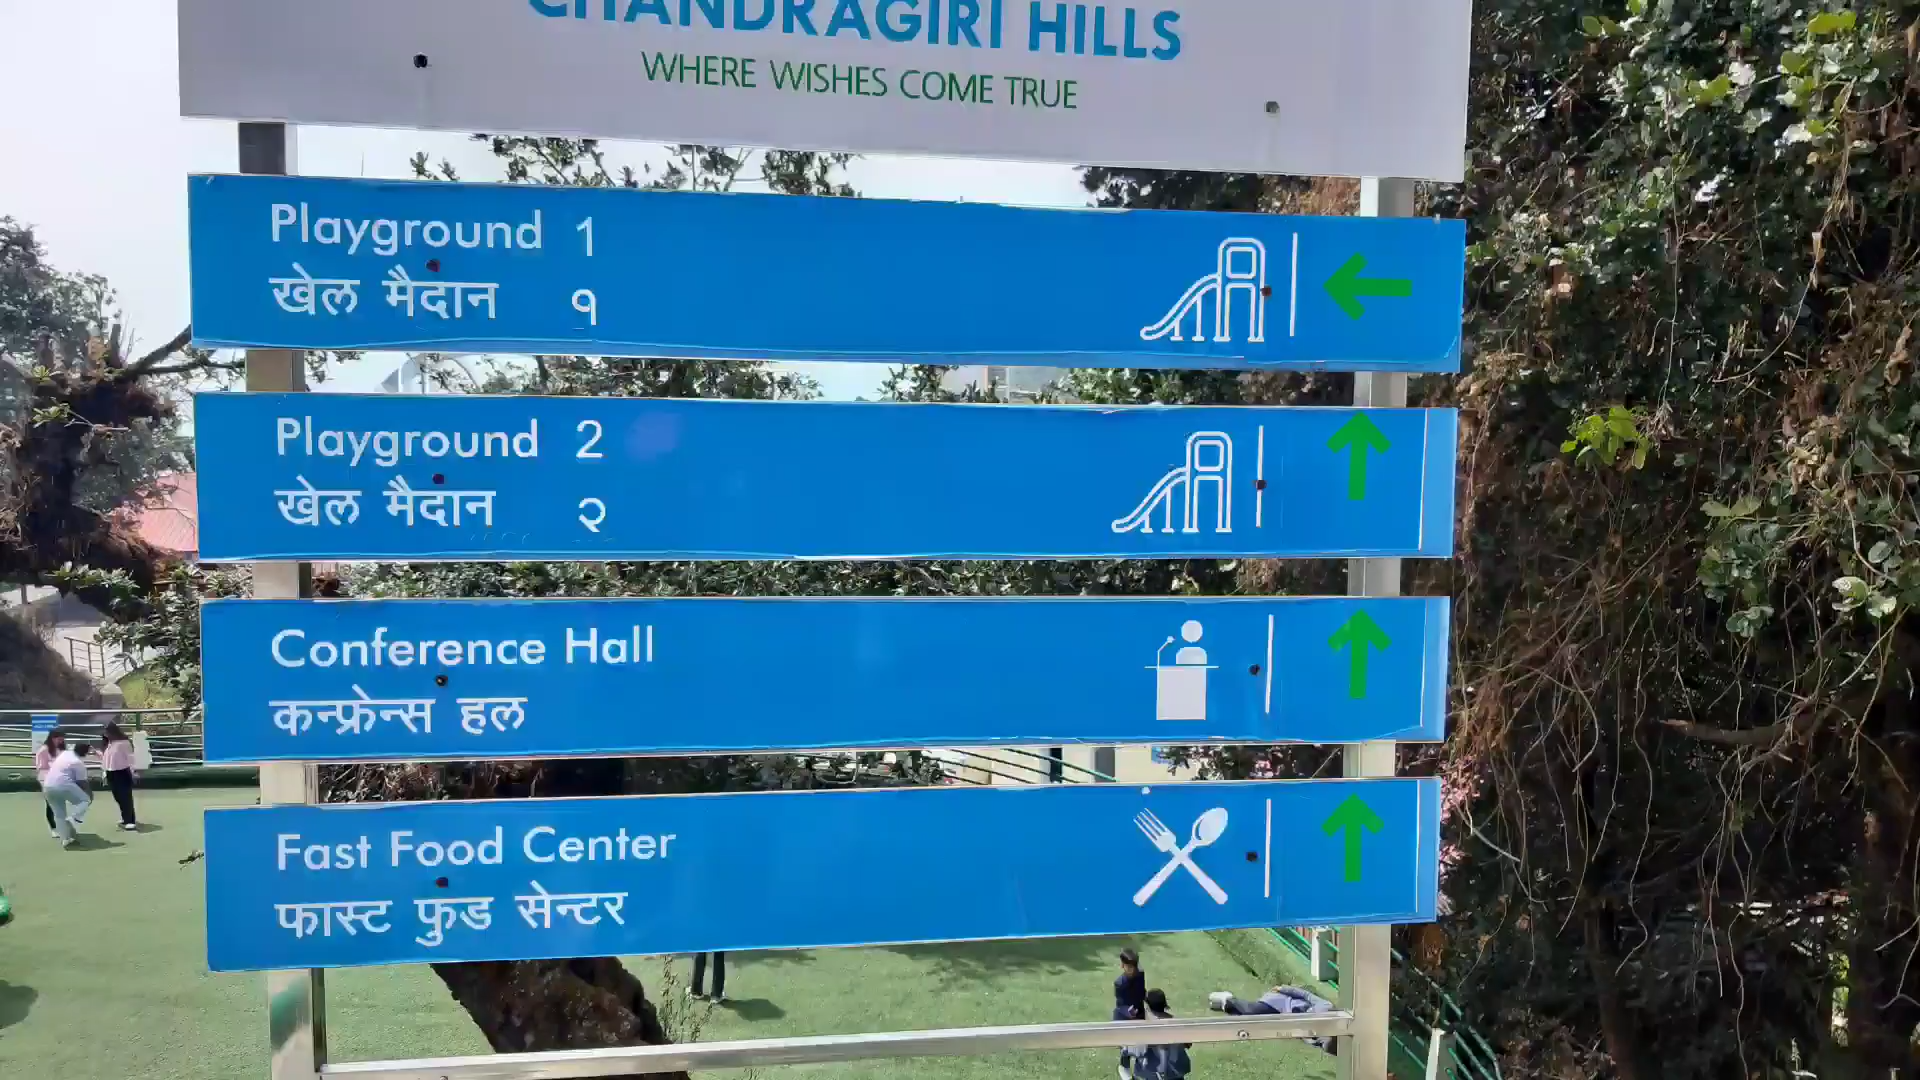 CHANDRAGIRI HILLS
WHERE WISHES COME TRUE
Playground 1
खेल मैदान १
Playground 2
खेल मैदान २
Conference Hall
कन्फ्रेन्स हल
Fast Food Center
फास्ट फुड सेन्टर